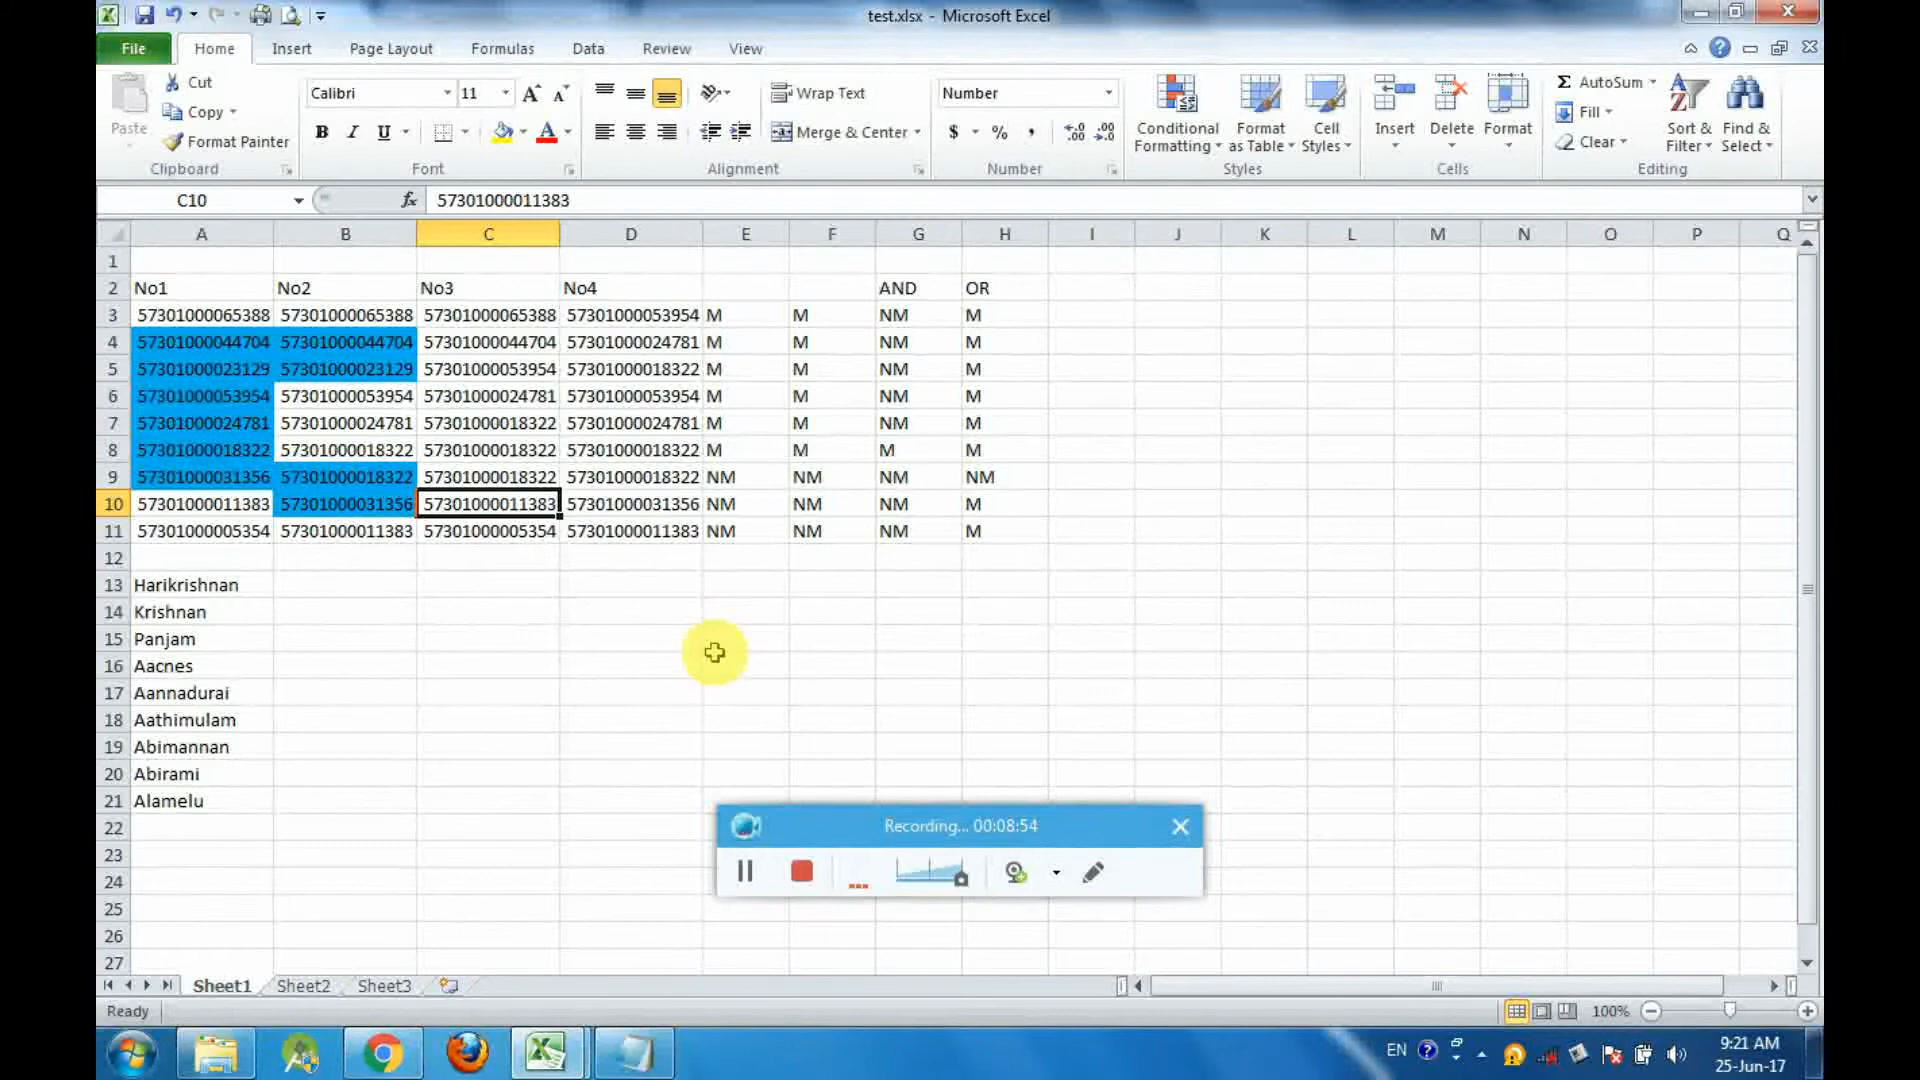 test.xlsx - Microsoft Excel
File Home Insert Page Layout Formulas Data Review View
Paste
Cut
Copy
Format Painter
Clipboard
Calibri 11
B I U A
Font
Wrap Text
Merge & Center
Alignment
Number
$ % ,
Number
Conditional Formatting
Format as Table
Cell Styles
Styles
Insert Delete Format
Cells
Σ AutoSum
Fill
Clear
Sort & Filter
Find & Select
Editing
C10 fx 57301000011383
A B C D E F G H I J K L M N O P Q
1
2 No1 No2 No3 No4 AND OR
3 57301000065388 57301000065388 57301000065388 57301000053954 M M NM M
4 57301000044704 57301000044704 57301000044704 57301000024781 M M NM M
5 57301000023129 57301000023129 57301000053954 57301000018322 M M NM M
6 57301000053954 57301000053954 57301000024781 57301000053954 M M NM M
7 57301000024781 57301000024781 57301000018322 57301000024781 M M NM M
8 57301000018322 57301000018322 57301000018322 57301000018322 M M M M
9 57301000031356 57301000018322 57301000018322 57301000018322 NM NM NM NM
10 57301000011383 57301000031356 57301000011383 57301000031356 NM NM NM M
11 57301000005354 57301000011383 57301000005354 57301000011383 NM NM NM M
12
13 Harikrishnan
14 Krishnan
15 Panjam
16 Aacnes
17 Aannadurai
18 Aathimulam
19 Abimannan
20 Abirami
21 Alamelu
22
23
24
25
26
27
Recording... 00:08:54
Sheet1 Sheet2 Sheet3
Ready 100%
EN 9:21 AM
25-Jun-17